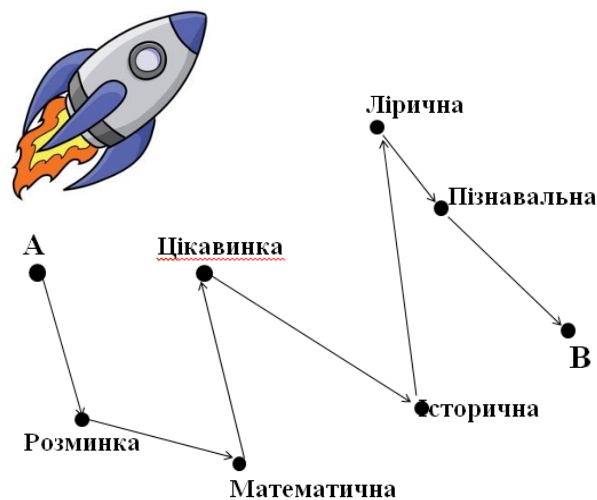 Лірична
Пізнавальна
А
Цікавинка
В
Історична
Розминка
Математична